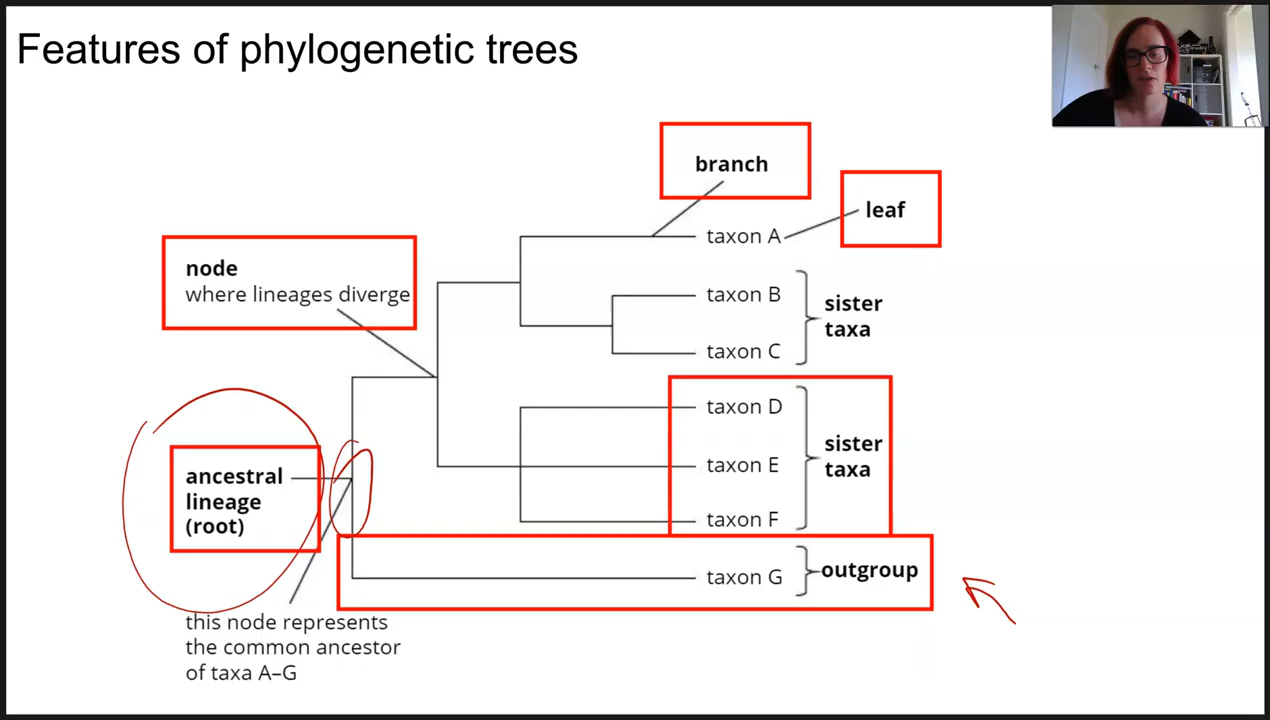 Features of phylogenetic trees
branch
leaf
taxon A
node
where lineages diverge
taxon B
sister
taxa
taxon C
taxon D
sister
taxa
taxon E
ancestral
lineage
(root)
taxon F
taxon G
outgroup
this node represents
the common ancestor
of taxa A–G